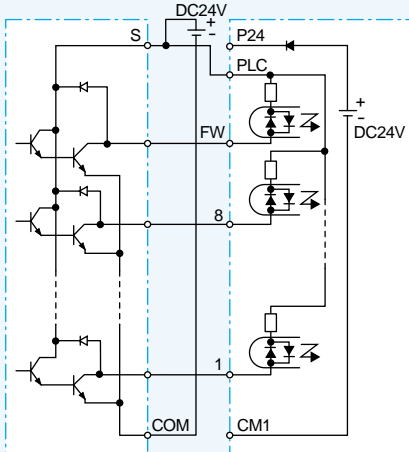 DC24V
S
+
-
P24
PLC
+
-
DC24V
FW
8
1
COM
CM1